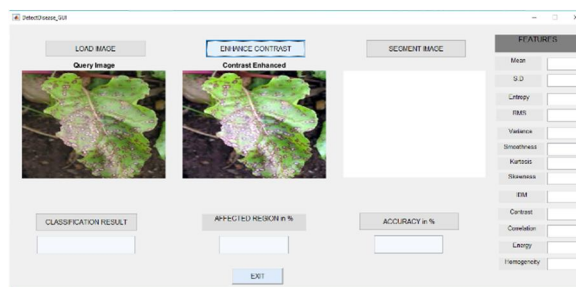 DetectDisease_GUI
LOAD IMAGE
ENHANCE CONTRAST
SEGMENT IMAGE
Query Image
Contrast Enhanced
CLASSIFICATION RESULT
AFFECTED REGION in %
ACCURACY in %
EXIT
FEATURES
Mean
S.D
Entropy
RMS
Variance
Smoothness
Kurtosis
Skewness
IDM
Contrast
Correlation
Energy
Homogeneity